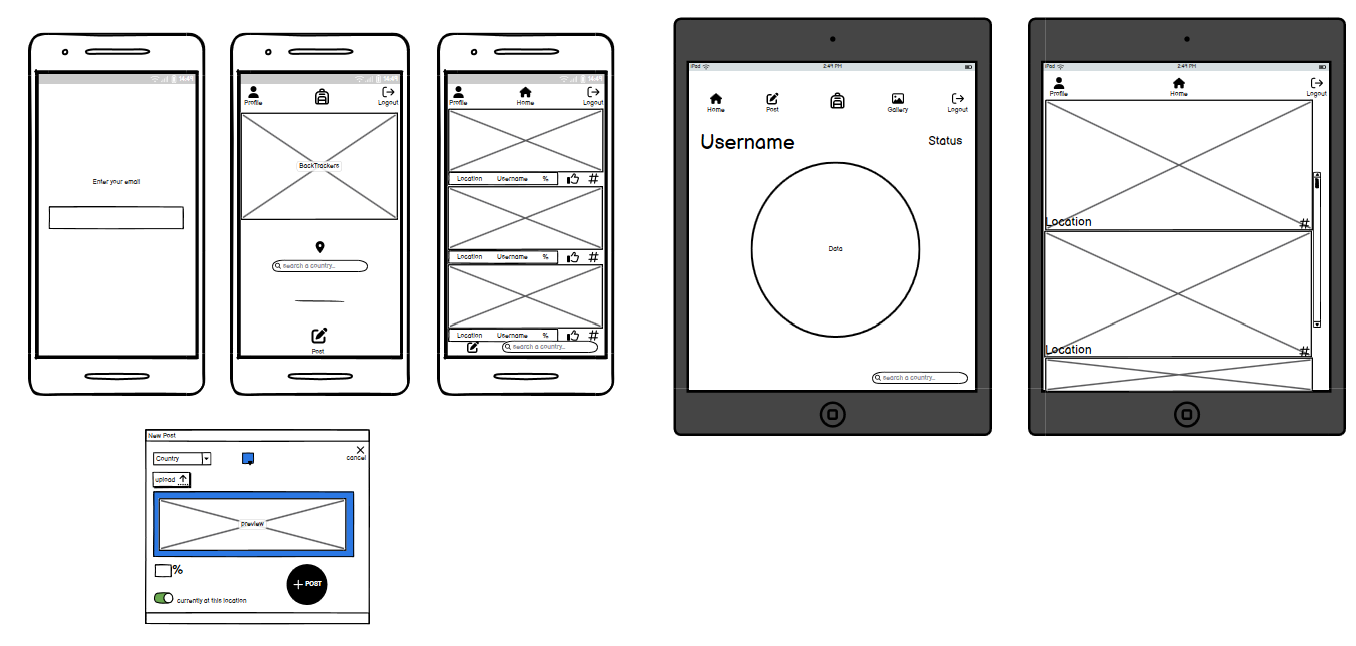 14:49
Enter your email
14:49
Profile
Logout
BackTrackers
Search a country...
Post
14:49
Profile
Home
Logout
Location Username % #
Location Username % #
Location Username % #
Search a country...
iPad 2:49 PM
Home
Post
Gallery
Logout
Username
Status
Data
Search a country...
iPad 2:49 PM
Profile
Home
Logout
Location #
Location #
New Post
Country
cancel
upload
preview
%
+ POST
currently at this location